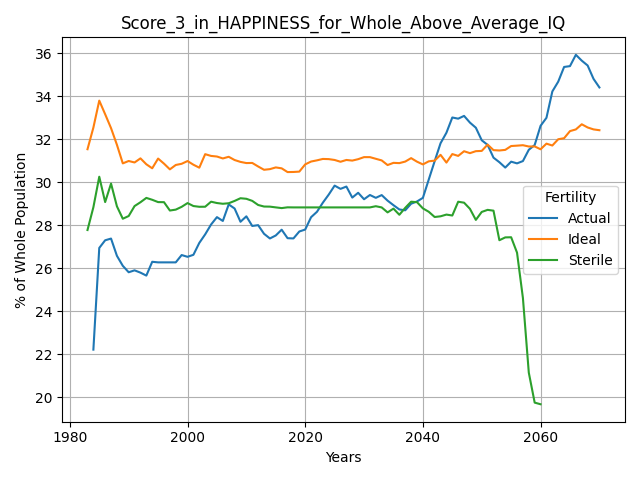 Score_3_in_HAPPINESS_for_Whole_Above_Average_IQ
% of Whole Population
36
34
32
30
28
26
24
22
20
Fertility
Actual
Ideal
Sterile
1980 2000 2020 2040 2060
Years